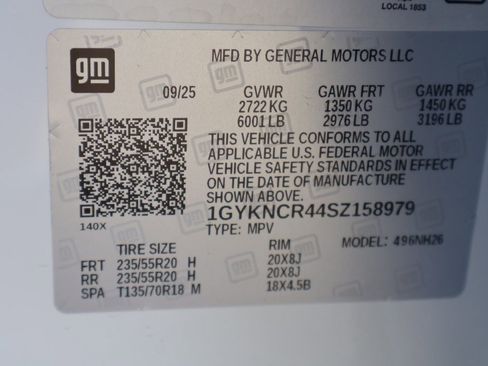 LOCAL 1853
gm
MFD BY GENERAL MOTORS LLC
09/25 GVWR GAWR FRT GAWR RR
2722 KG 1350 KG 1450 KG
6001 LB 2976 LB 3196 LB
THIS VEHICLE CONFORMS TO ALL
APPLICABLE U.S. FEDERAL MOTOR
VEHICLE SAFETY STANDARDS IN EFFECT
ON THE DATE OF MANUFACTURE
SHOWN ABOVE.
1GYKNCR44SZ158979
140X TYPE: MPV
TIRE SIZE RIM MODEL: 496NH26
FRT 235/55R20 H 20X8J
RR 235/55R20 H 20X8J
SPA T135/70R18 M 18X4.5B